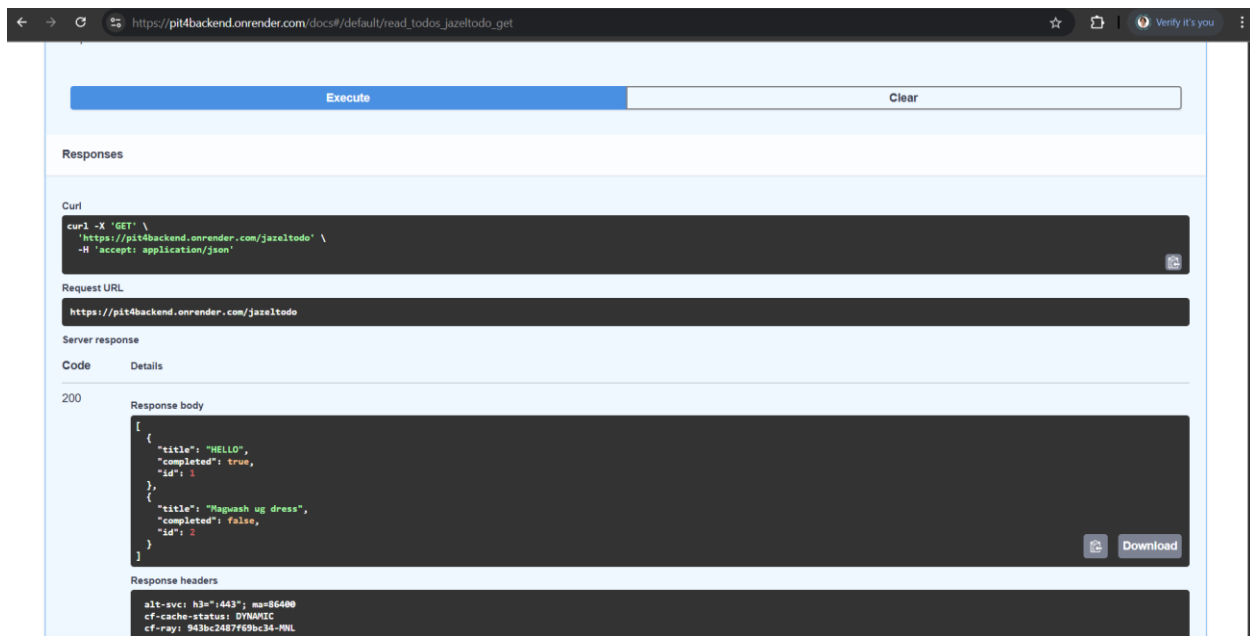 https://pit4backend.onrender.com/docs#/default/read_todos_jazeltodo_get
Verify it's you
Execute
Clear
Responses
Curl
curl -X 'GET' \
'https://pit4backend.onrender.com/jazeltodo' \
-H 'accept: application/json'
Request URL
https://pit4backend.onrender.com/jazeltodo
Server response
Code Details
200
Response body
[
{
"title": "HELLO",
"completed": true,
"id": 1
},
{
"title": "Magwash ug dress",
"completed": false,
"id": 2
}
]
Download
Response headers
alt-svc: h3=":443"; ma=86400
cf-cache-status: DYNAMIC
cf-ray: 943bc2487f69bc34-MNL